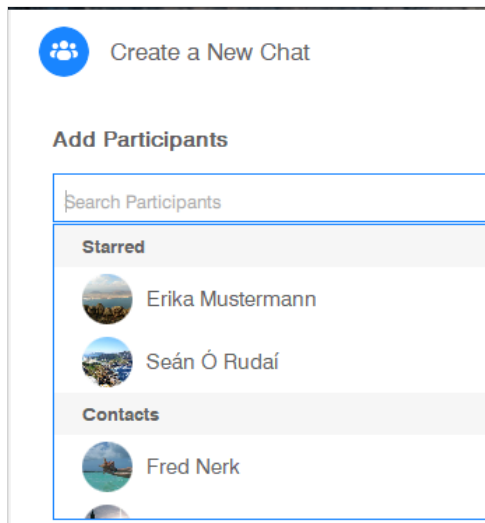 Create a New Chat
Add Participants
Search Participants
Starred
Erika Mustermann
Seán Ó Rudaí
Contacts
Fred Nerk